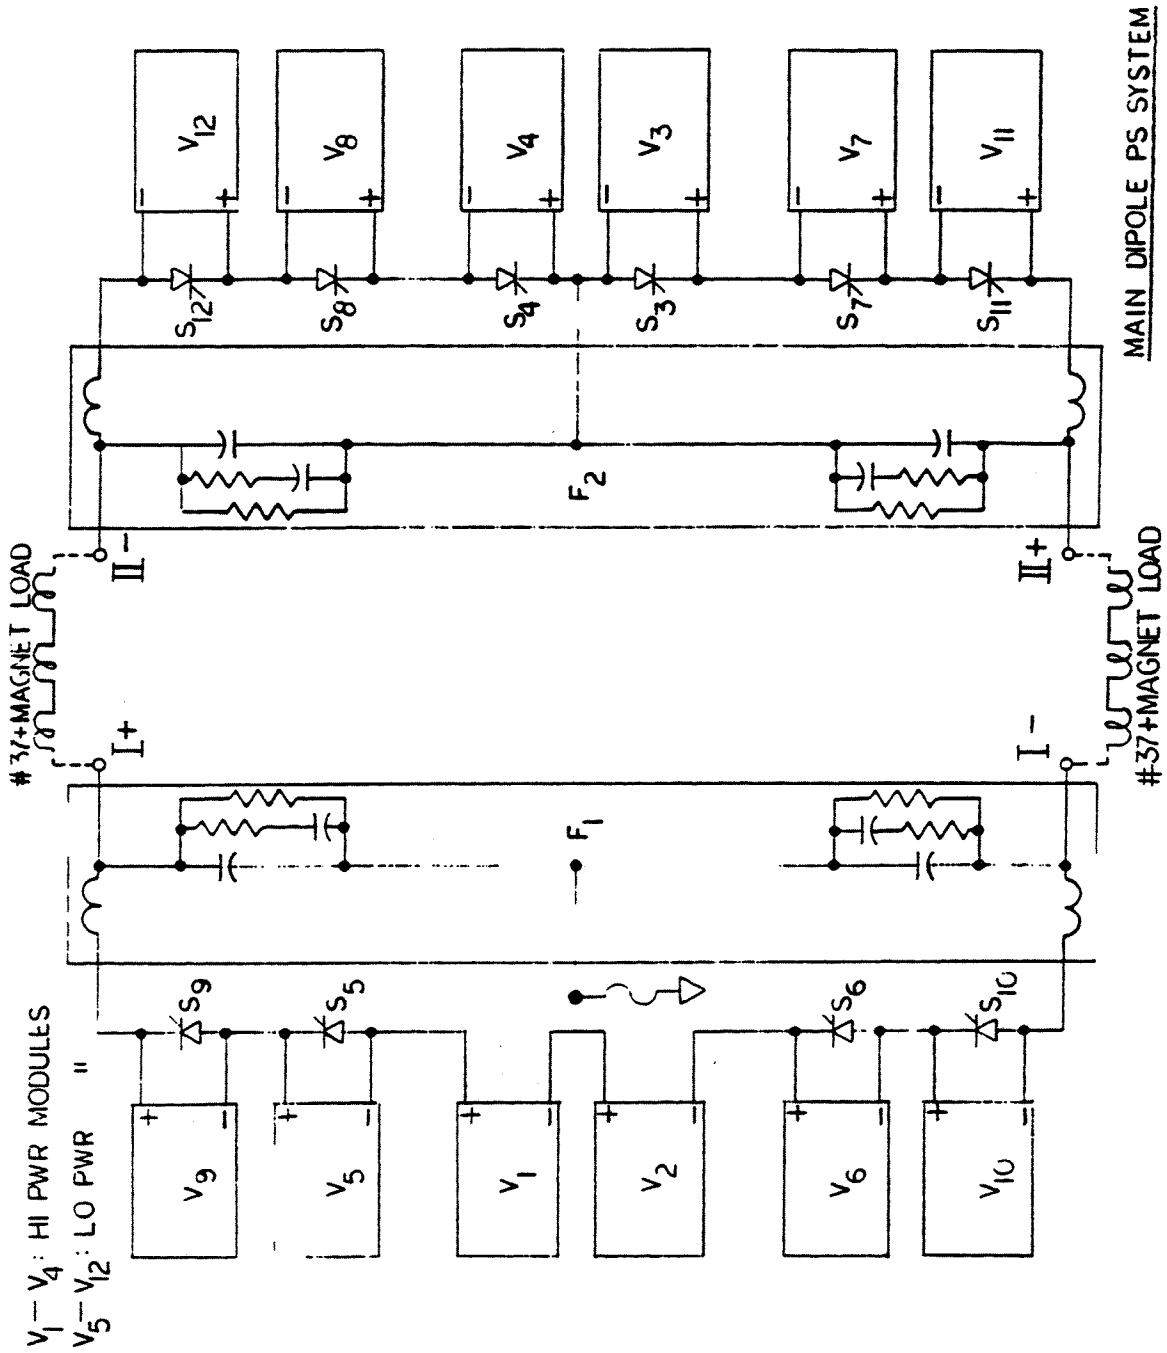 V1 – V4 : HI PWR MODULES
V5 – V12 : LO PWR "
#37+MAGNET LOAD
V9
+
-
S9
I+
II-
S12
-
+
V12
V5
+
-
S5
S8
-
+
V8
V1
+
-
S4
-
+
V4
F1
F2
V2
+
-
S3
-
+
V3
V6
+
-
S6
S7
-
+
V7
V10
+
-
S10
I-
II+
S11
-
+
V11
#37+MAGNET LOAD
MAIN DIPOLE PS SYSTEM